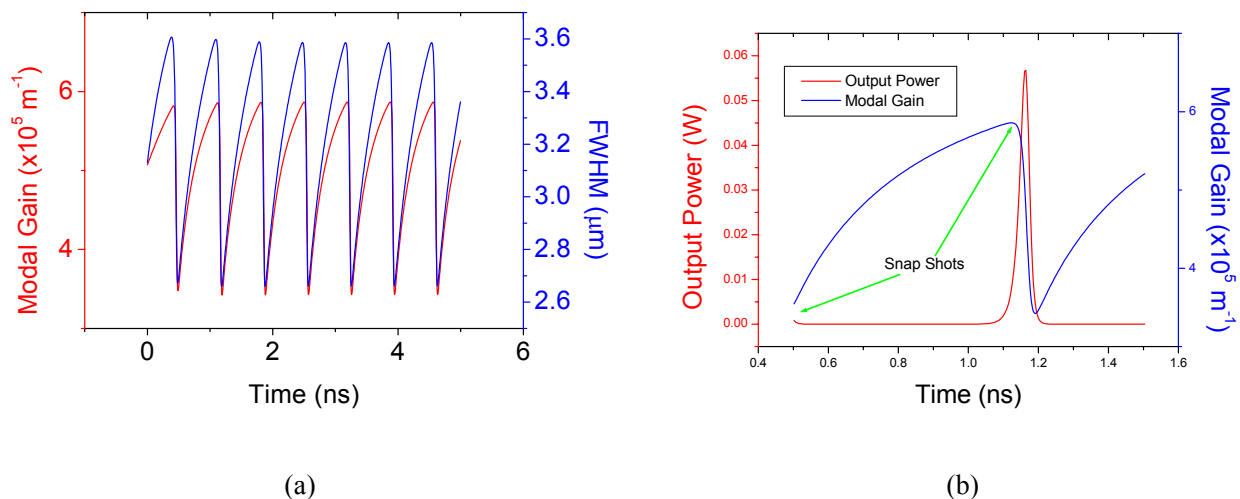 Modal Gain (x10⁵ m⁻¹)
6
4
0
2
4
6
Time (ns)
3.6
3.4
3.2
3.0
2.8
2.6
FWHM (μm)
(a)
Output Power (W)
0.06
0.05
0.04
0.03
0.02
0.01
0.00
Output Power
Modal Gain
Snap Shots
0.4
0.6
0.8
1.0
1.2
1.4
1.6
Time (ns)
6
4
Modal Gain (x10⁵ m⁻¹)
(b)